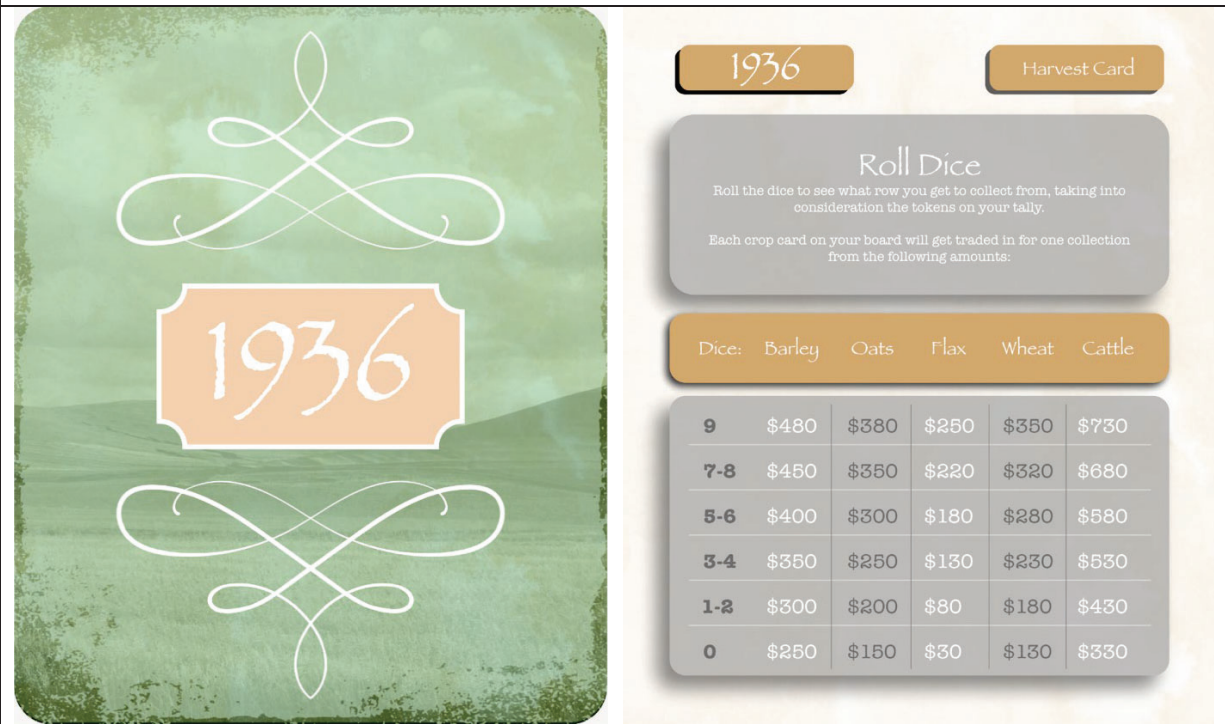 1936
1936
Harvest Card
Roll Dice
Roll the dice to see what row you get to collect from, taking into
consideration the tokens on your tally.
Each crop card on your board will get traded in for one collection
from the following amounts:
Dice: Barley Oats Flax Wheat Cattle
9 $480 $380 $250 $350 $730
7-8 $450 $350 $220 $320 $680
5-6 $400 $300 $180 $280 $580
3-4 $350 $250 $130 $230 $530
1-2 $300 $200 $80 $180 $430
0 $250 $150 $30 $130 $330